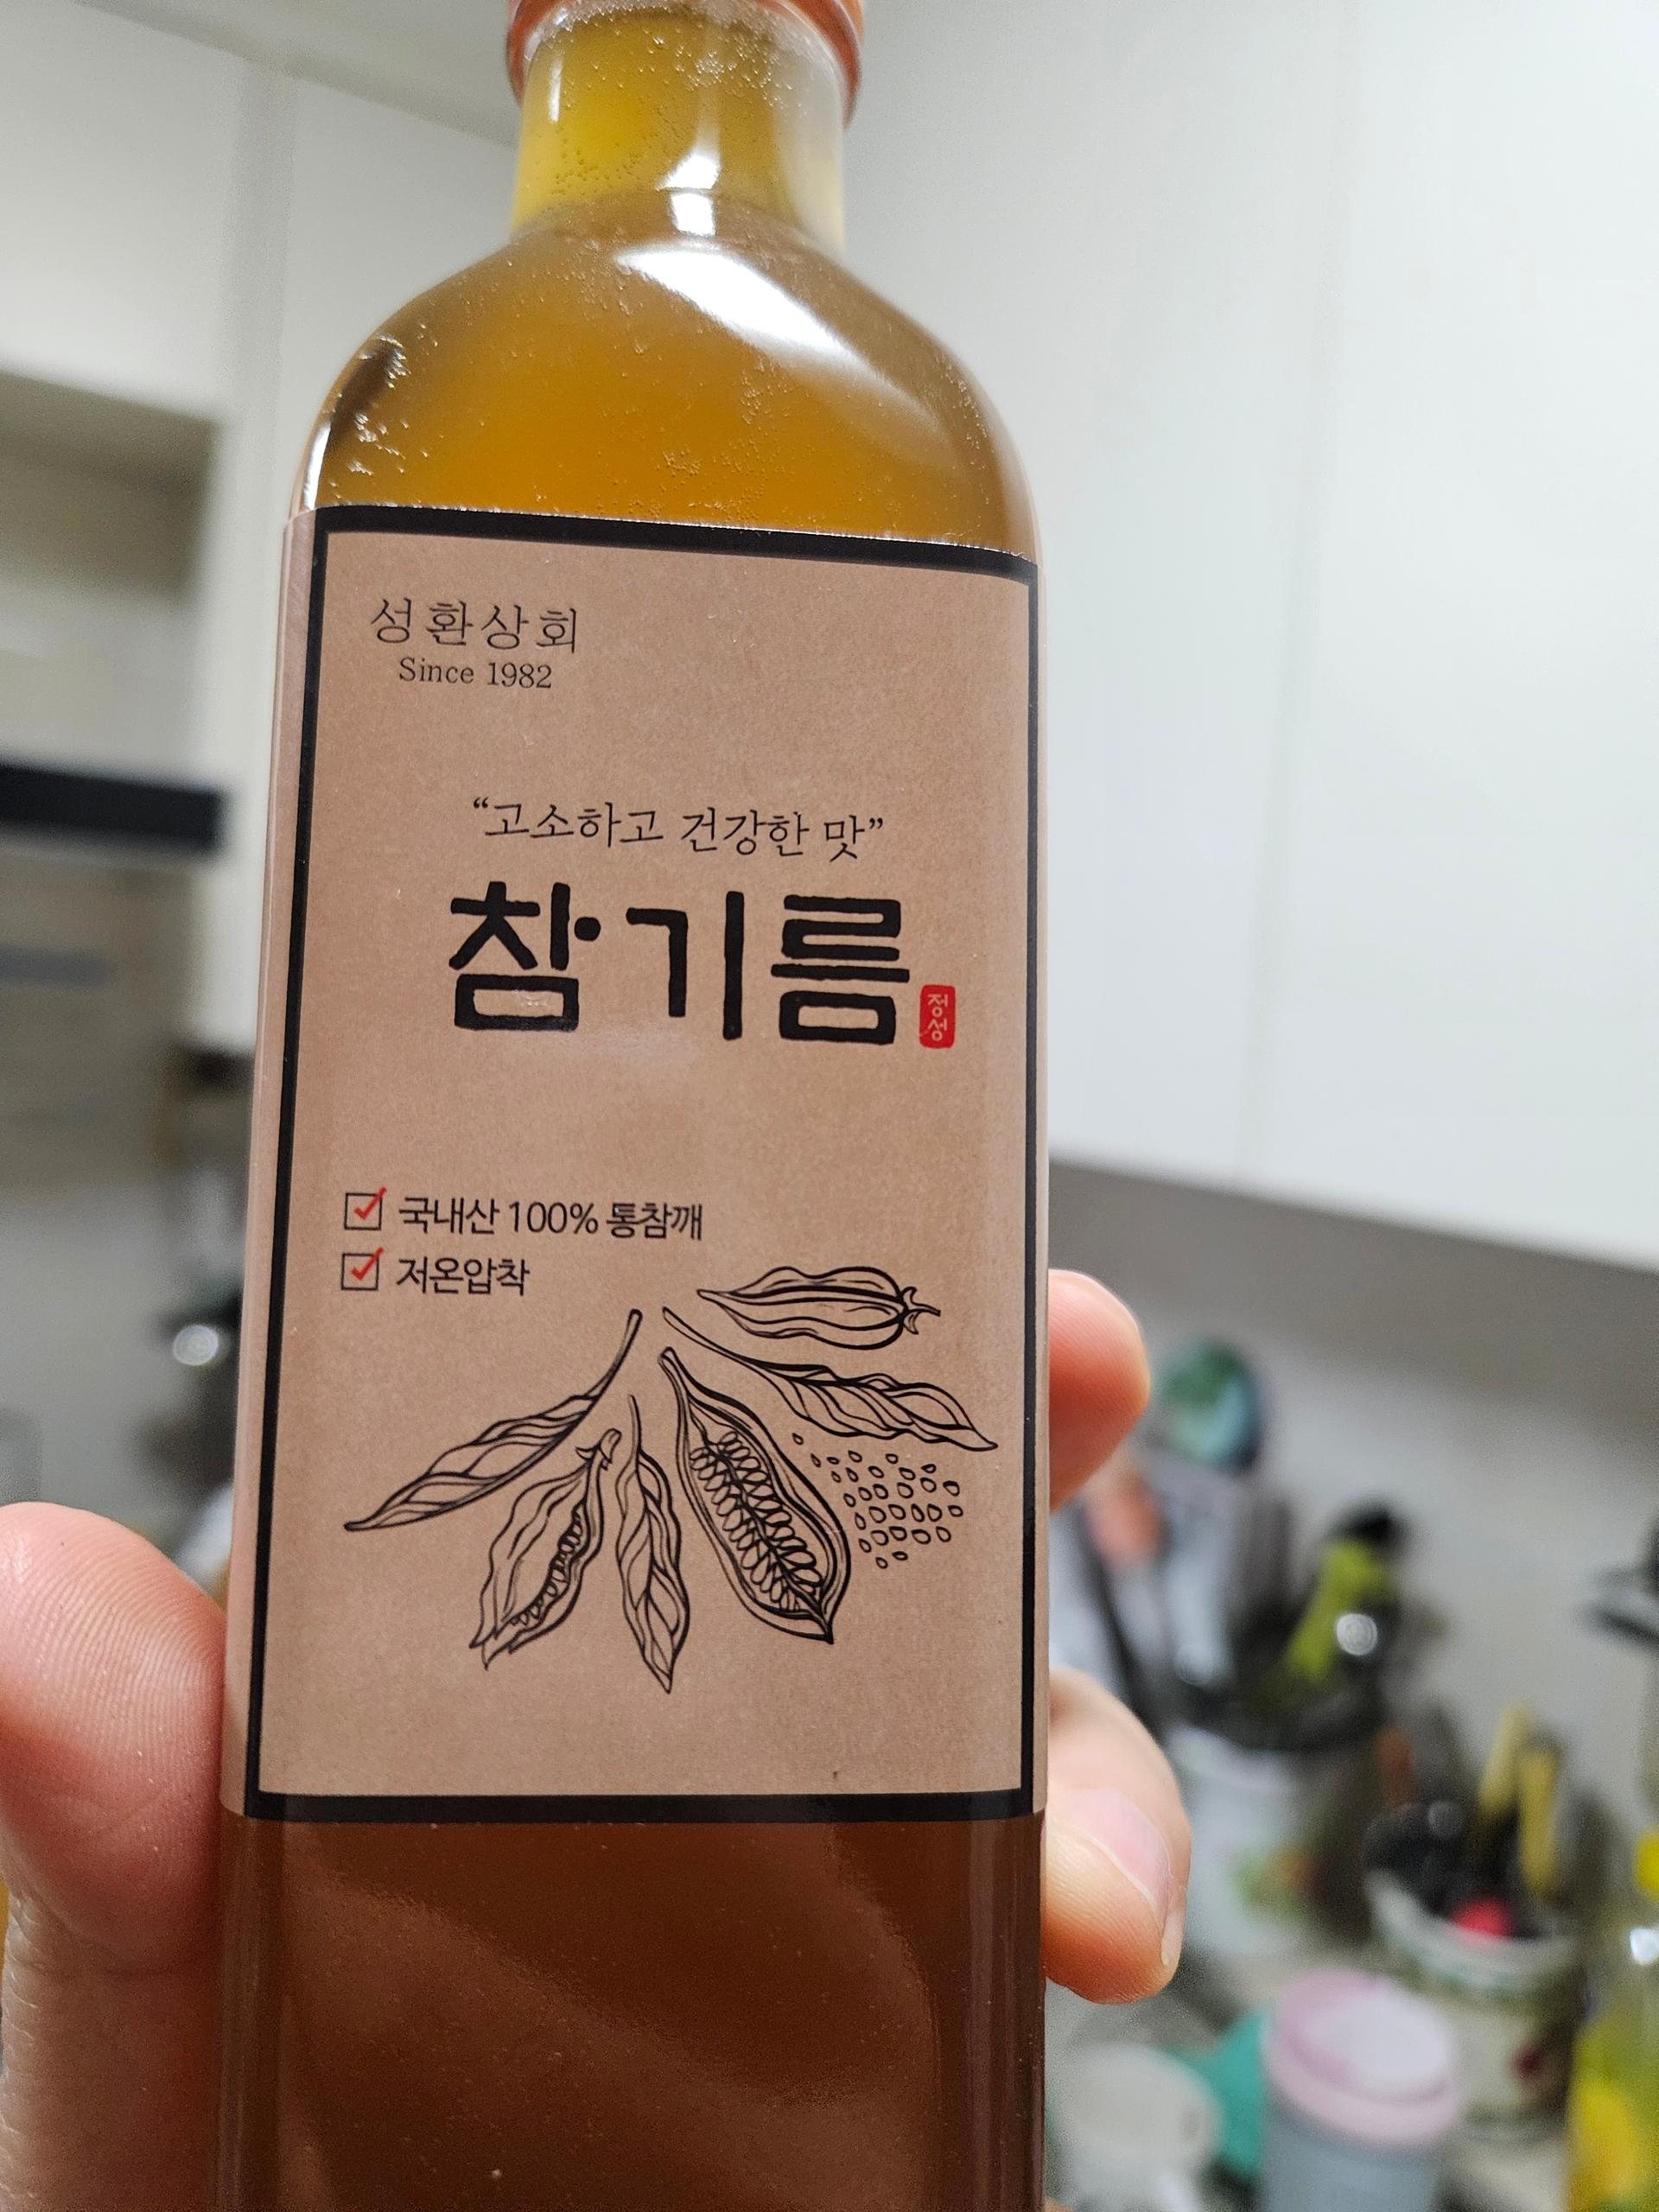 성환상회
Since 1982
“고소하고 건강한 맛”
참기름
정성
국내산 100% 통참깨
저온압착